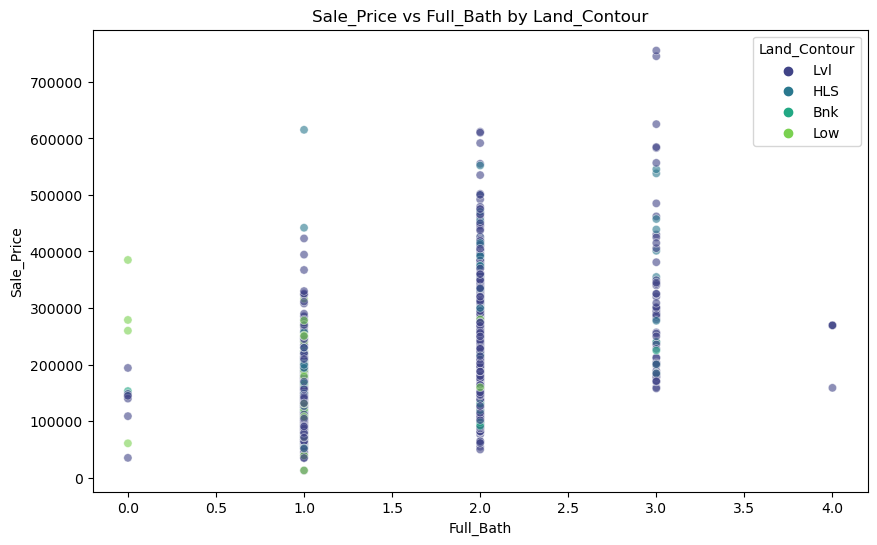 Sale_Price vs Full_Bath by Land_Contour
Land_Contour
Lvl
HLS
Bnk
Low
Sale_Price
700000
600000
500000
400000
300000
200000
100000
0
0.0 0.5 1.0 1.5 2.0 2.5 3.0 3.5 4.0
Full_Bath